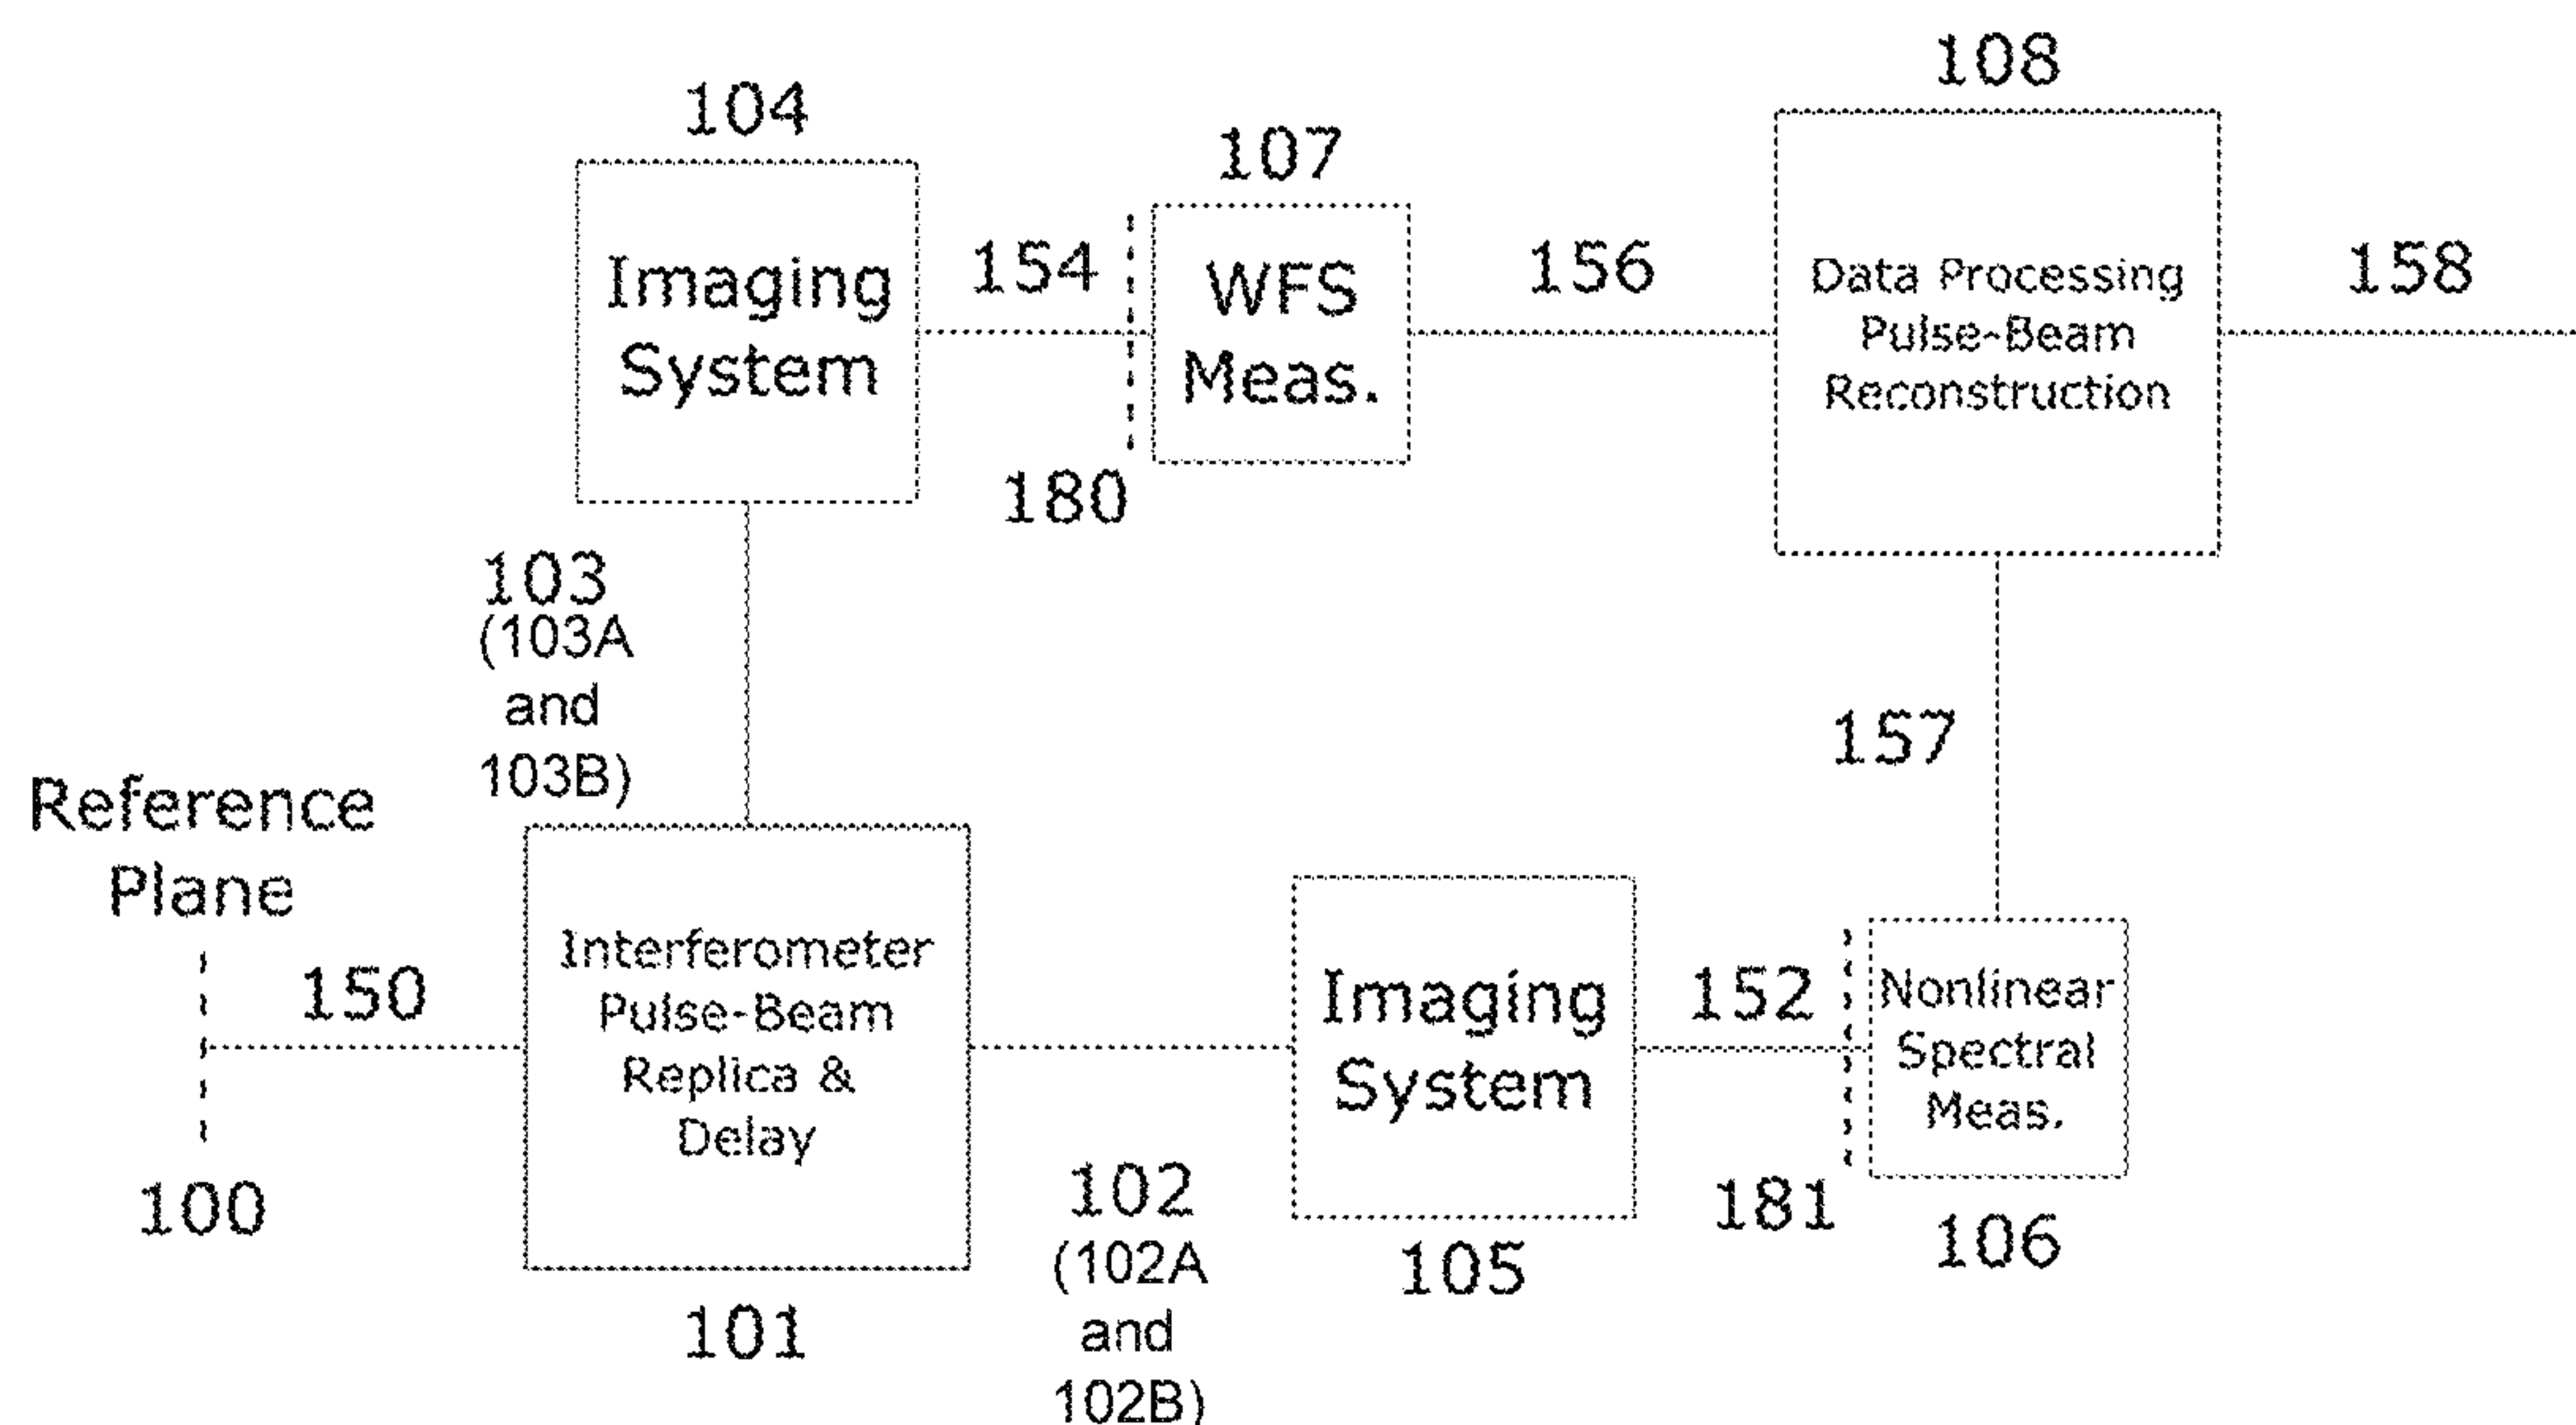 108
104
107
Imaging
System
154
WFS
Meas.
156
Data Processing
Pulse-Beam
Reconstruction
158
180
103
(103A
and
103B)
157
Reference
Plane
150
100
Interferometer
Pulse-Beam
Replica &
Delay
101
102
(102A
and
102B)
Imaging
System
105
152
181
Nonlinear
Spectral
Meas.
106